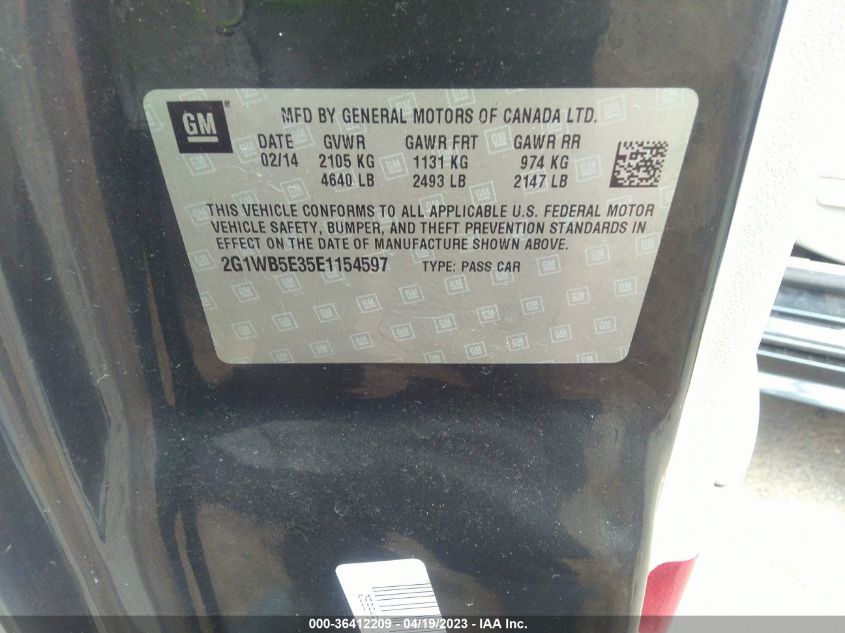 GM
MFD BY GENERAL MOTORS OF CANADA LTD.
DATE GVWR GAWR FRT GAWR RR
02/14 2105 KG 1131 KG 974 KG
4640 LB 2493 LB 2147 LB
THIS VEHICLE CONFORMS TO ALL APPLICABLE U.S. FEDERAL MOTOR
VEHICLE SAFETY, BUMPER, AND THEFT PREVENTION STANDARDS IN
EFFECT ON THE DATE OF MANUFACTURE SHOWN ABOVE.
2G1WB5E35E1154597 TYPE: PASS CAR
000-36412209 - 04/19/2023 - IAA Inc.